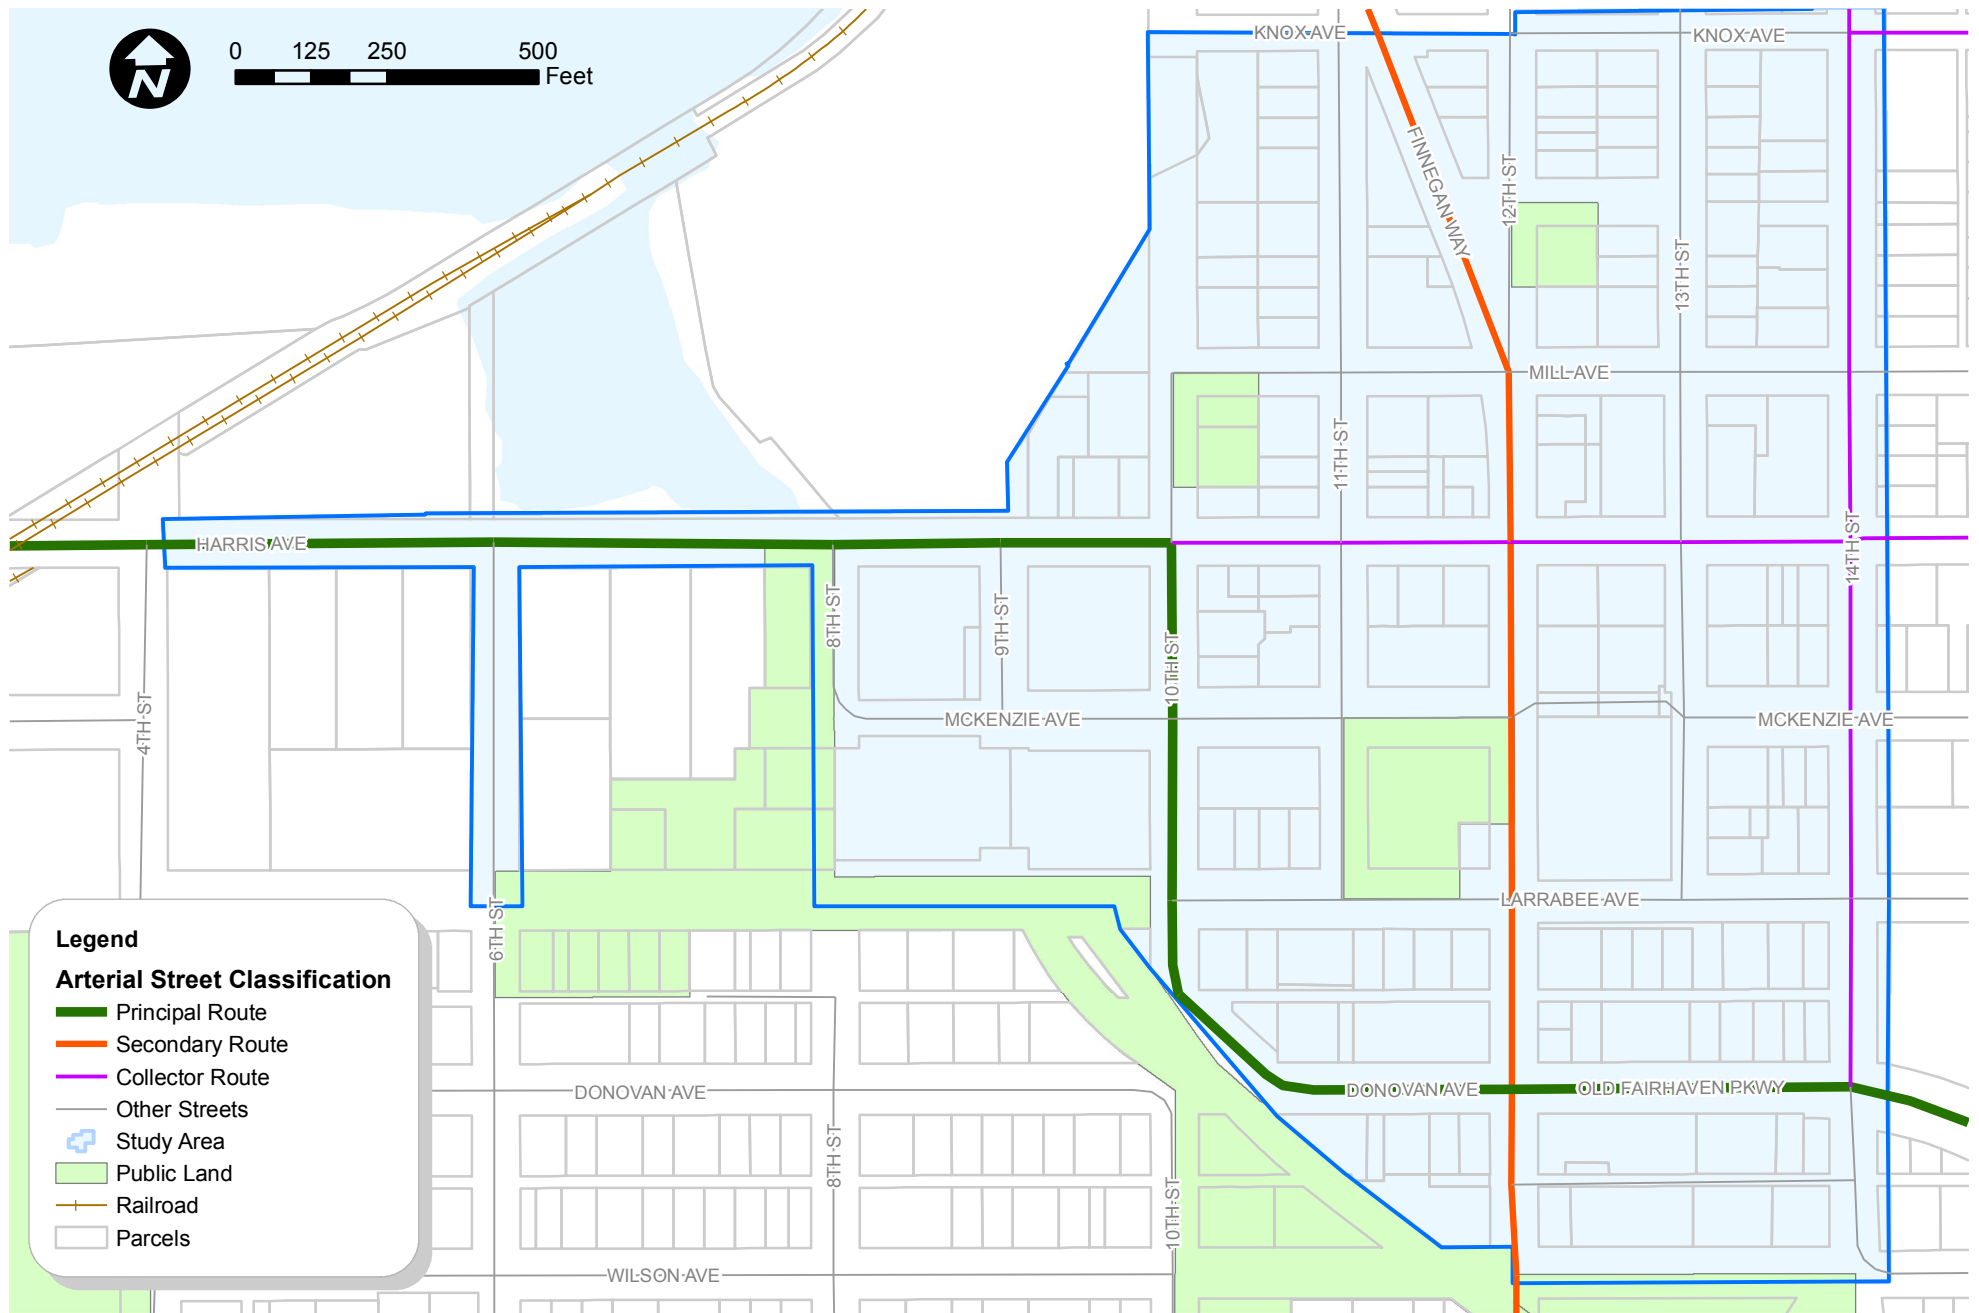 N
0 125 250 500
Feet
KNOX AVE
KNOX AVE
FINNEGAN WAY
12TH ST
13TH ST
MILL AVE
11TH ST
14TH ST
HARRIS AVE
8TH ST
9TH ST
10TH ST
4TH ST
MCKENZIE AVE
MCKENZIE AVE
LARRABEE AVE
6TH ST
DONOVAN AVE
DONOVAN AVE
OLD FAIRHAVEN PKWY
8TH ST
10TH ST
WILSON AVE
Legend
Arterial Street Classification
Principal Route
Secondary Route
Collector Route
Other Streets
Study Area
Public Land
Railroad
Parcels